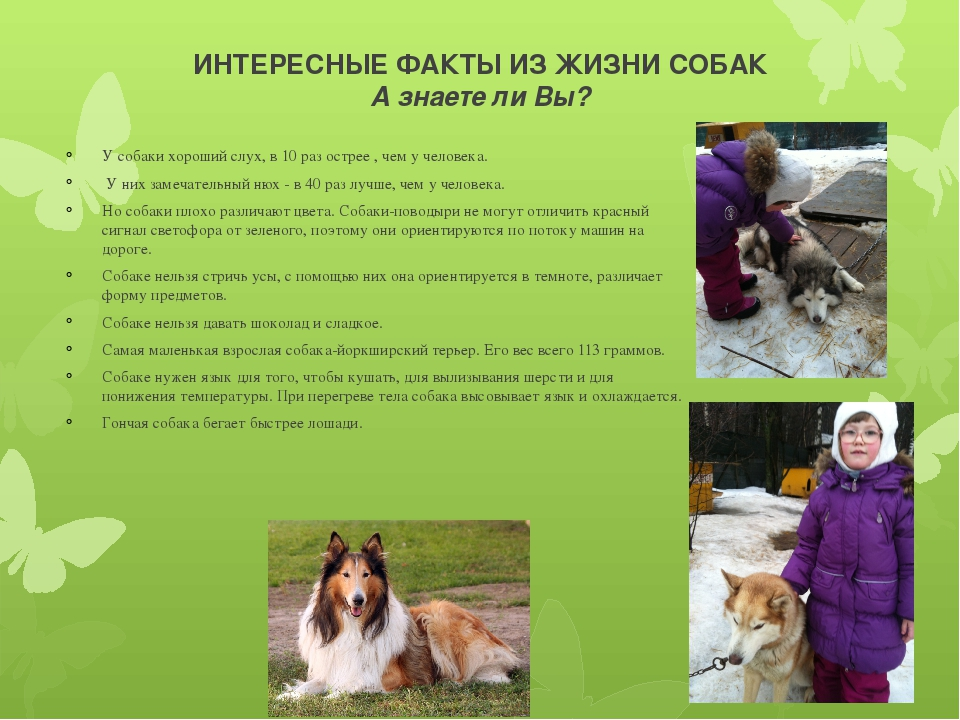 ИНТЕРЕСНЫЕ ФАКТЫ ИЗ ЖИЗНИ СОБАК
А знаете ли Вы?
У собаки хороший слух, в 10 раз острее , чем у человека.
У них замечательный нюх - в 40 раз лучше, чем у человека.
Но собаки плохо различают цвета. Собаки-поводыри не могут отличить красный
сигнал светофора от зеленого, поэтому они ориентируются по потоку машин на
дороге.
Собаке нельзя стричь усы, с помощью них она ориентируется в темноте, различает
форму предметов.
Собаке нельзя давать шоколад и сладкое.
Самая маленькая взрослая собака-йоркширский терьер. Его вес всего 113 граммов.
Собаке нужен язык для того, чтобы кушать, для вылизывания шерсти и для
понижения температуры. При перегреве тела собака высовывает язык и охлаждается.
Гончая собака бегает быстрее лошади.